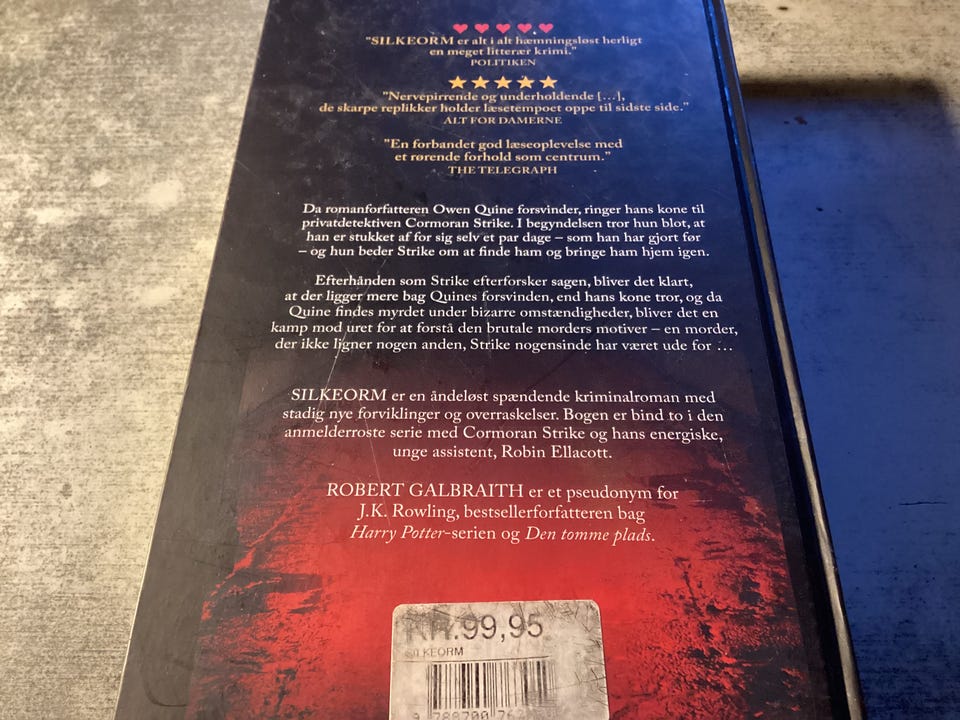 "SILKEORM er alt i alt hæmningsløst herligt
en meget litterær krimi."
POLITIKEN
"Nervepirrende og underholdende [...],
de skarpe replikker holder læsetempoet oppe til sidste side."
ALT FOR DAMERNE
"En forbandet god læseoplevelse med
et rørende forhold som centrum."
THE TELEGRAPH
Da romanforfatteren Owen Quine forsvinder, ringer hans kone til
privatdetektiven Cormoran Strike. I begyndelsen tror hun blot, at
han er stukket af for sig selv et par dage – som han har gjort før
– og hun beder Strike om at finde ham og bringe ham hjem igen.
Efterhånden som Strike efterforsker sagen, bliver det klart,
at der ligger mere bag Quines forsvinden, end hans kone tror, og da
Quine findes myrdet under bizarre omstændigheder, bliver det en
kamp mod uret for at forstå den brutale morders motiver – en morder,
der ikke ligner nogen anden, Strike nogensinde har været ude for ...
SILKEORM er en åndeløst spændende kriminalroman med
stadig nye forviklinger og overraskelser. Bogen er bind to i den
anmelderroste serie med Cormoran Strike og hans energiske,
unge assistent, Robin Ellacott.
ROBERT GALBRAITH er et pseudonym for
J.K. Rowling, bestsellerforfatteren bag
Harry Potter-serien og Den tomme plads.
KR.99,95
SILKEORM